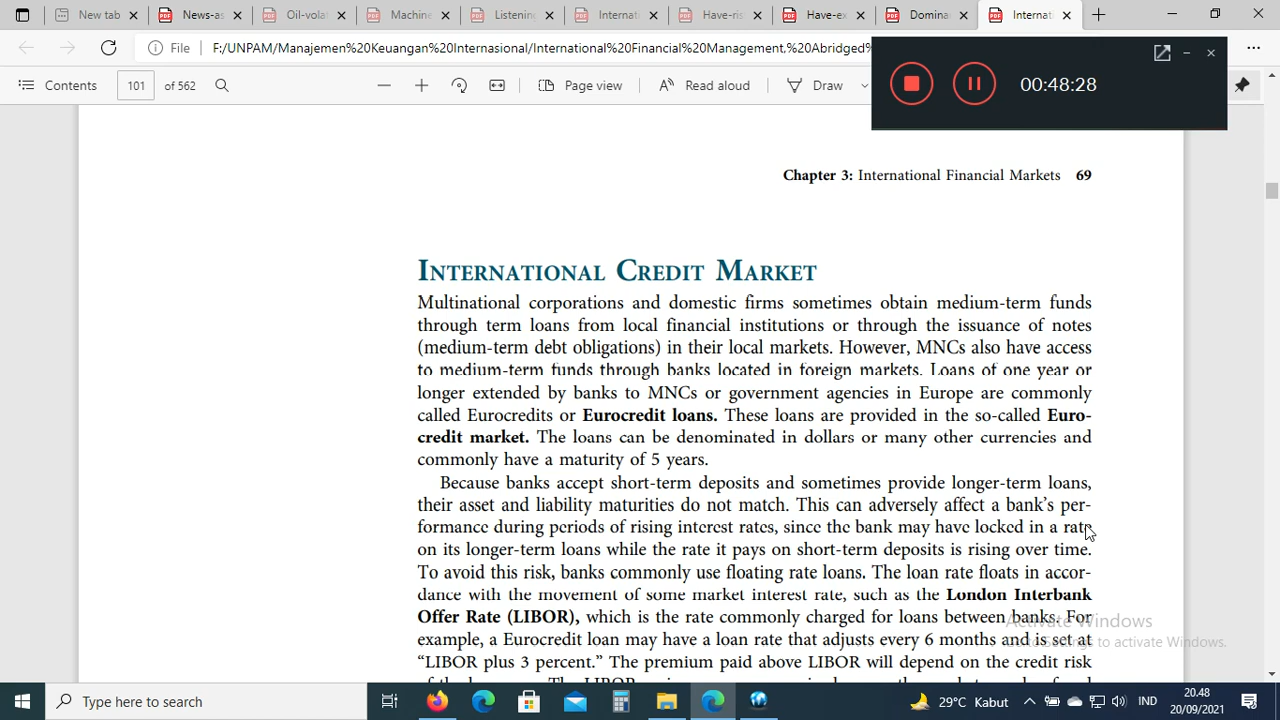 New tab
News-as
Oil-vola
Machine
Listening
Internat
Have-ris
Have-ex
Domina
Internati
File
F:/UNPAM/Manajemen%20Keuangan%20Internasional/International%20Financial%20Management,%20Abridged%
Contents
101 of 562
Page view
Read aloud
Draw
00:48:28
Chapter 3: International Financial Markets 69
INTERNATIONAL CREDIT MARKET
Multinational corporations and domestic firms sometimes obtain medium-term funds
through term loans from local financial institutions or through the issuance of notes
(medium-term debt obligations) in their local markets. However, MNCs also have access
to medium-term funds through banks located in foreign markets. Loans of one year or
longer extended by banks to MNCs or government agencies in Europe are commonly
called Eurocredits or Eurocredit loans. These loans are provided in the so-called Euro-
credit market. The loans can be denominated in dollars or many other currencies and
commonly have a maturity of 5 years.
Because banks accept short-term deposits and sometimes provide longer-term loans,
their asset and liability maturities do not match. This can adversely affect a bank's per-
formance during periods of rising interest rates, since the bank may have locked in a rate
on its longer-term loans while the rate it pays on short-term deposits is rising over time.
To avoid this risk, banks commonly use floating rate loans. The loan rate floats in accor-
dance with the movement of some market interest rate, such as the London Interbank
Offer Rate (LIBOR), which is the rate commonly charged for loans between banks. For
example, a Eurocredit loan may have a loan rate that adjusts every 6 months and is set at
"LIBOR plus 3 percent." The premium paid above LIBOR will depend on the credit risk
Activate Windows
Go to Settings to activate Windows.
Type here to search
29°C Kabut
IND
20.48
20/09/2021